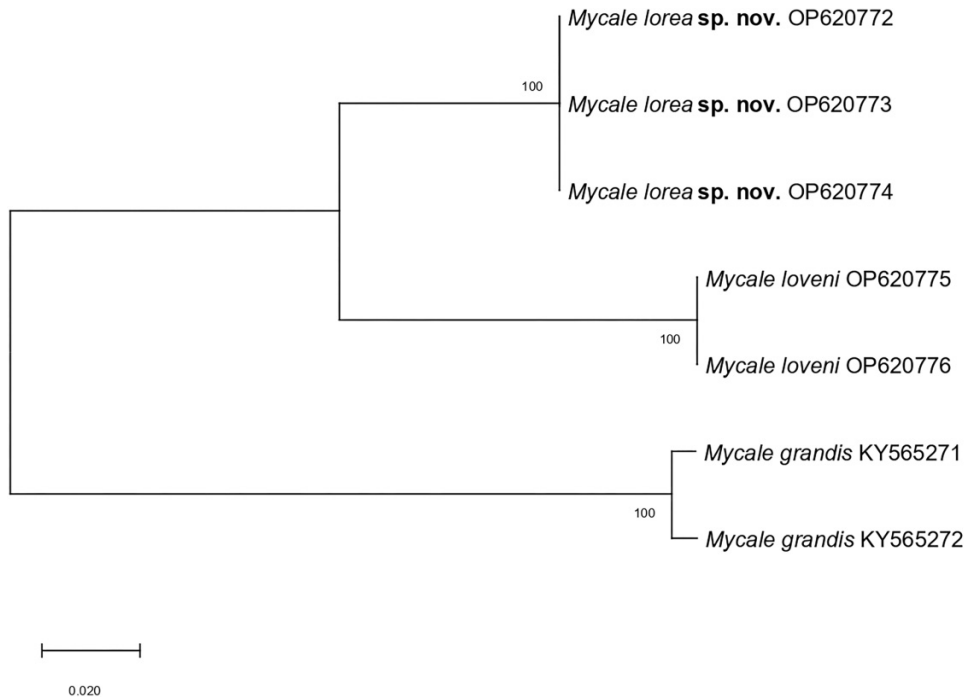 Mycale lorea sp. nov. OP620772
100
Mycale lorea sp. nov. OP620773
Mycale lorea sp. nov. OP620774
Mycale loveni OP620775
100
Mycale loveni OP620776
Mycale grandis KY565271
100
Mycale grandis KY565272
0.020